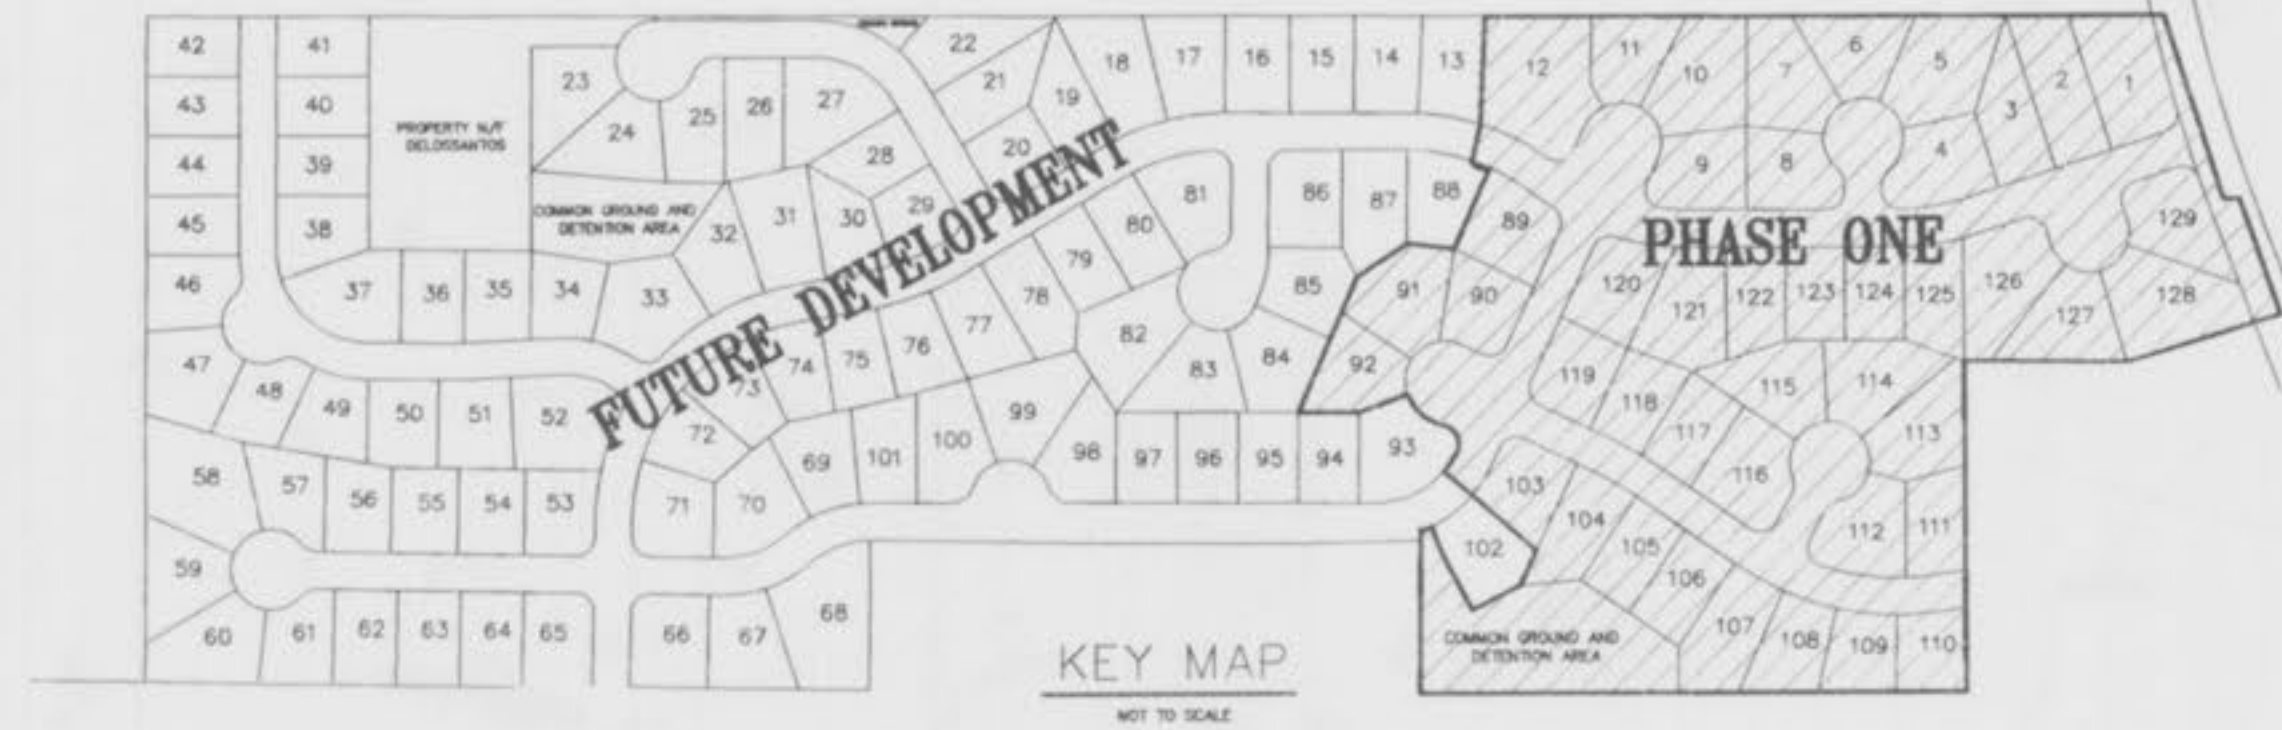 42 41 22 18 17 16 15 14 13 12 11 10 7 6 5 2 1
23 21 19 3
43 40 24 25 26 27 20 9 8 4
PROPERTY N/F
DELOSSANTOS
44 39 28 81 86 87 88 89 129
COMMON GROUND AND
DETENTION AREA
45 38 32 31 30 29 80
FUTURE DEVELOPMENT
PHASE ONE
46 37 36 35 34 33 79 78 85 91 90 120 121 122 123 124 125 126 127 128
47 48 49 50 51 52 73 74 75 76 77 82 83 84 92 119 118 115 114
72 99 117 113
58 57 56 55 54 53 71 70 69 101 100 98 97 96 95 94 93 103 116
59 102 104 105 106 112 111
60 61 62 63 64 65 66 67 68 107 108 109 110
COMMON GROUND AND
DETENTION AREA
KEY MAP
NOT TO SCALE